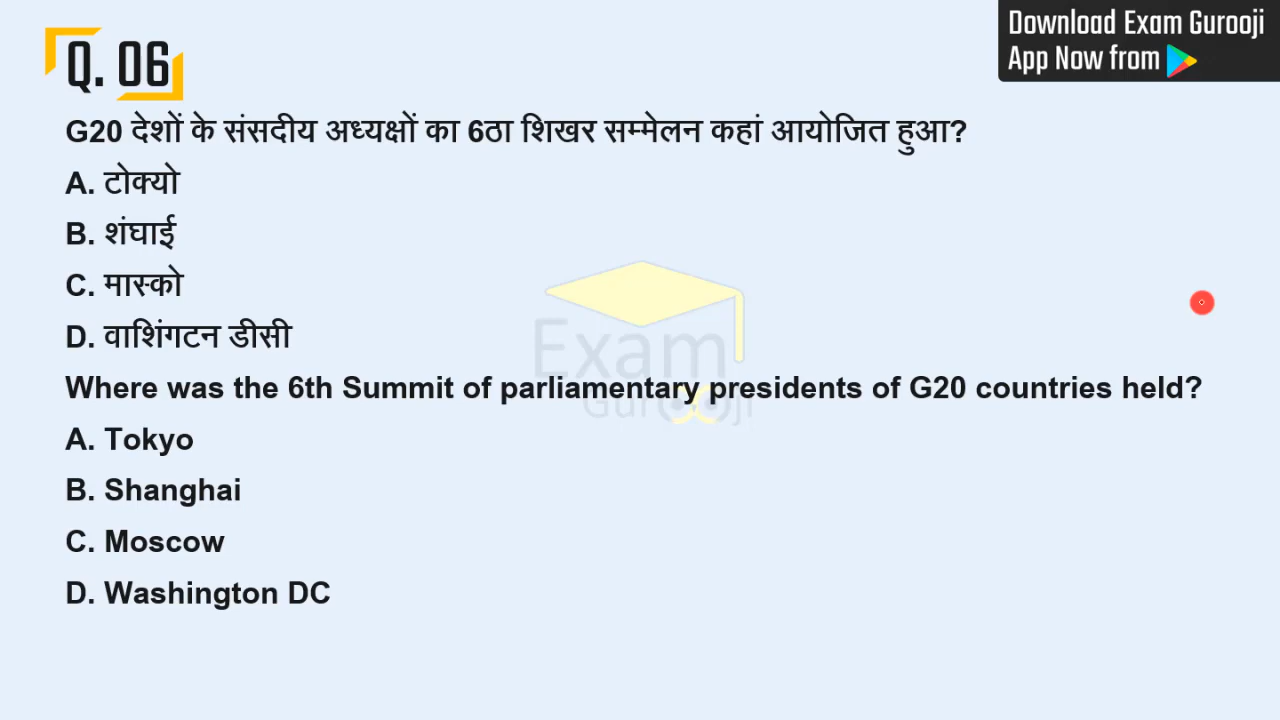 Download Exam Gurooji
App Now from
Q. 06
G20 देशों के संसदीय अध्यक्षों का 6ठा शिखर सम्मेलन कहां आयोजित हुआ?
A. टोक्यो
B. शंघाई
C. मास्को
D. वाशिंगटन डीसी
Exam
Gurooji
Where was the 6th Summit of parliamentary presidents of G20 countries held?
A. Tokyo
B. Shanghai
C. Moscow
D. Washington DC